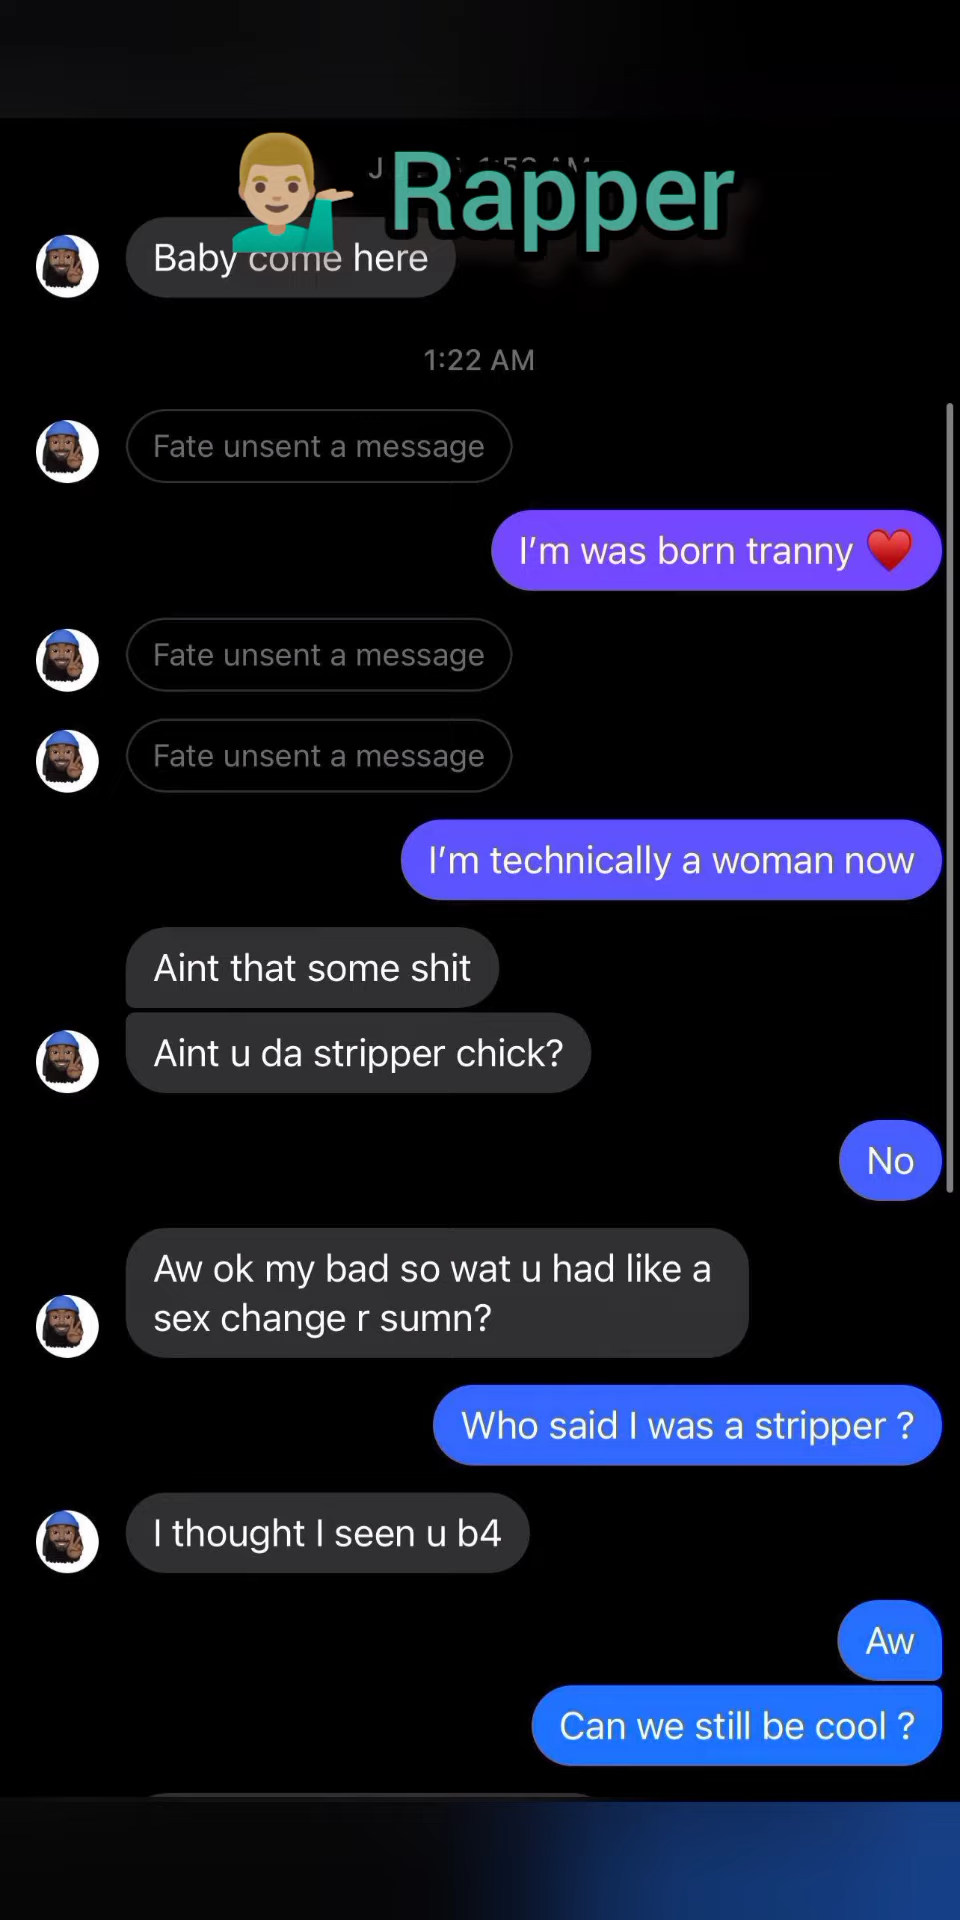 Rapper
Baby come here
1:22 AM
Fate unsent a message
I'm was born tranny
Fate unsent a message
Fate unsent a message
I'm technically a woman now
Aint that some shit
Aint u da stripper chick?
No
Aw ok my bad so wat u had like a
sex change r sumn?
Who said I was a stripper ?
I thought I seen u b4
Aw
Can we still be cool ?